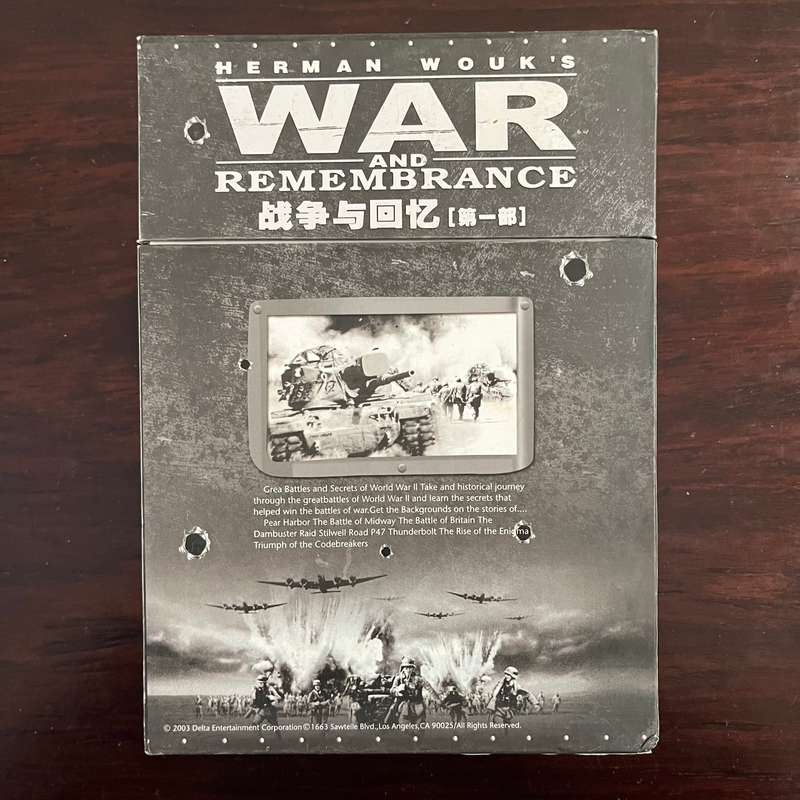 HERMAN WOUK'S
WAR
AND
REMEMBRANCE
战争与回忆[第一部]
Grea Battles and Secrets of World War ll Take and historical journey
through the greatbattles of World War ll and learn the secrets that
helped win the battles of war.Get the Backgrounds on the stories of....
Pear Harbor The Battle of Midway The Battle of Britain The
Dambuster Raid Stilwell Road P47 Thunderbolt The Rise of the Enigma
Triumph of the Codebreakers
© 2003 Delta Entertainment Corporation©1663 Sawtelle Blvd.,Los Angeles,CA 90025/All Rights Reserved.